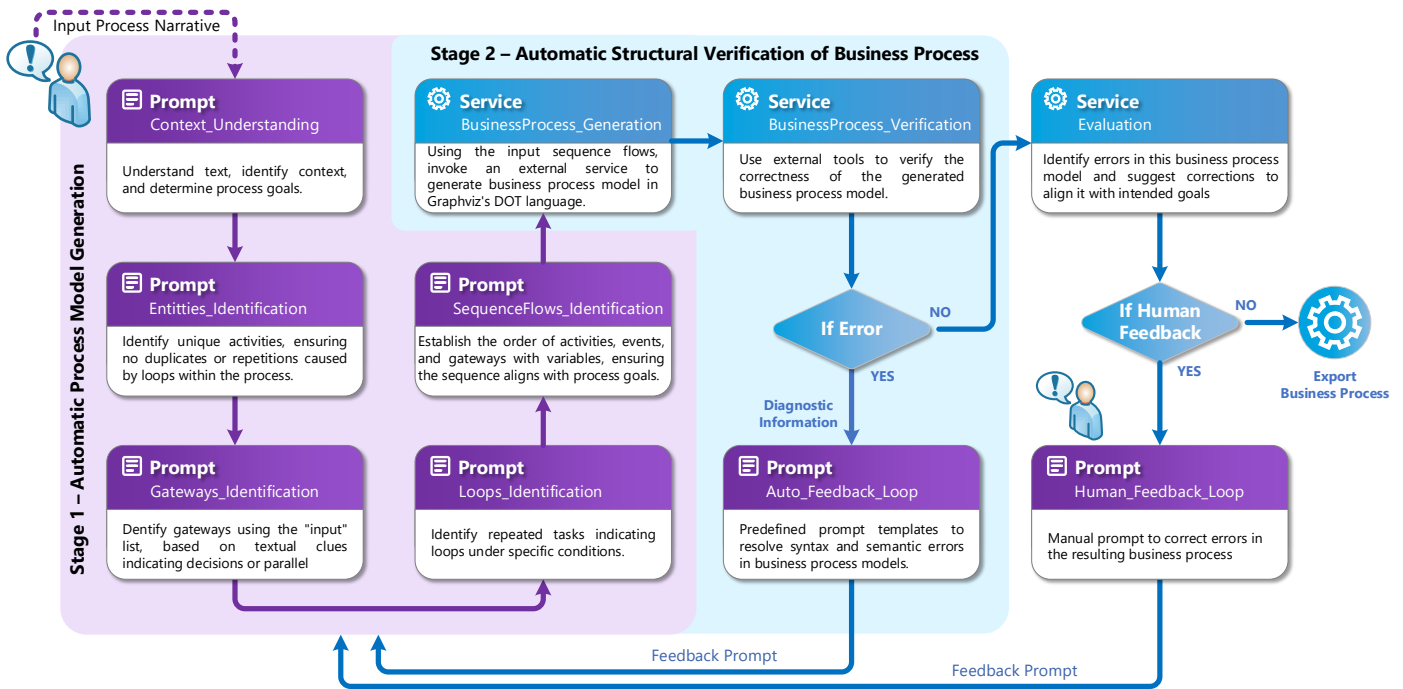 Input Process Narrative
Stage 1 – Automatic Process Model Generation
Stage 2 – Automatic Structural Verification of Business Process
Prompt
Context_Understanding
Understand text, identify context,
and determine process goals.
Prompt
Entitties_Identification
Identify unique activities, ensuring
no duplicates or repetitions caused
by loops within the process.
Prompt
Gateways_Identification
Dentify gateways using the "input"
list, based on textual clues
indicating decisions or parallel
Prompt
Loops_Identification
Identify repeated tasks indicating
loops under specific conditions.
Prompt
SequenceFlows_Identification
Establish the order of activities, events,
and gateways with variables, ensuring
the sequence aligns with process goals.
Service
BusinessProcess_Generation
Using the input sequence flows,
invoke an external service to
generate business process model in
Graphviz's DOT language.
Service
BusinessProcess_Verification
Use external tools to verify the
correctness of the generated
business process model.
If Error
NO
YES
Diagnostic
Information
Prompt
Auto_Feedback_Loop
Predefined prompt templates to
resolve syntax and semantic errors
in business process models.
Feedback Prompt
Service
Evaluation
Identify errors in this business process
model and suggest corrections to
align it with intended goals
If Human
Feedback
NO
YES
Export
Business Process
Prompt
Human_Feedback_Loop
Manual prompt to correct errors in
the resulting business process
Feedback Prompt